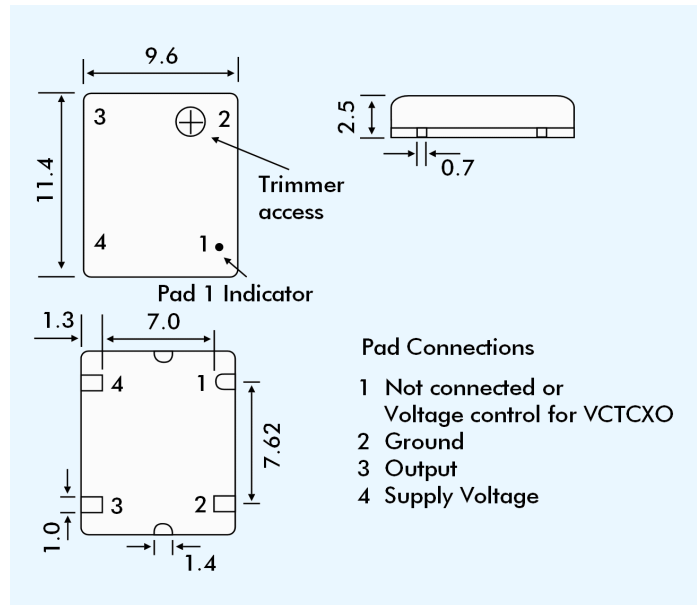 9.6
3
2
11.4
Trimmer
access
4
1
Pad 1 Indicator
2.5
0.7
1.3
7.0
4
1
7.62
3
2
1.0
1.4
Pad Connections
1 Not connected or
Voltage control for VCTCXO
2 Ground
3 Output
4 Supply Voltage